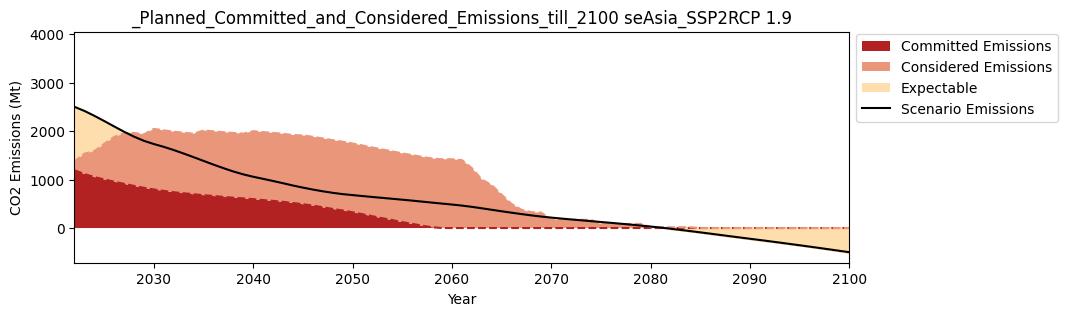 _Planned_Committed_and_Considered_Emissions_till_2100 seAsia_SSP2RCP 1.9
4000
3000
2000
1000
0
CO2 Emissions (Mt)
2030
2040
2050
2060
2070
2080
2090
2100
Year
Committed Emissions
Considered Emissions
Expectable
Scenario Emissions